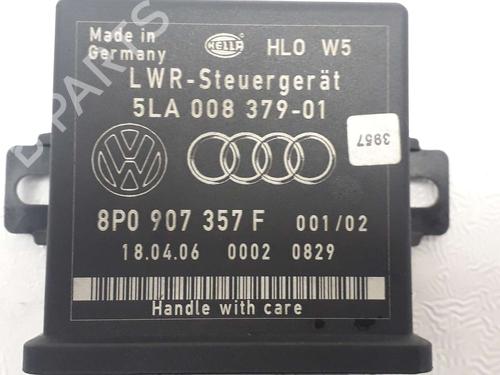 Made in
Germany
HELLA
HLO W5
LWR-Steuergerät
5LA 008 379-01
3957
8P0 907 357 F 001/02
18.04.06 0002 0829
Handle with care
D-PARTS